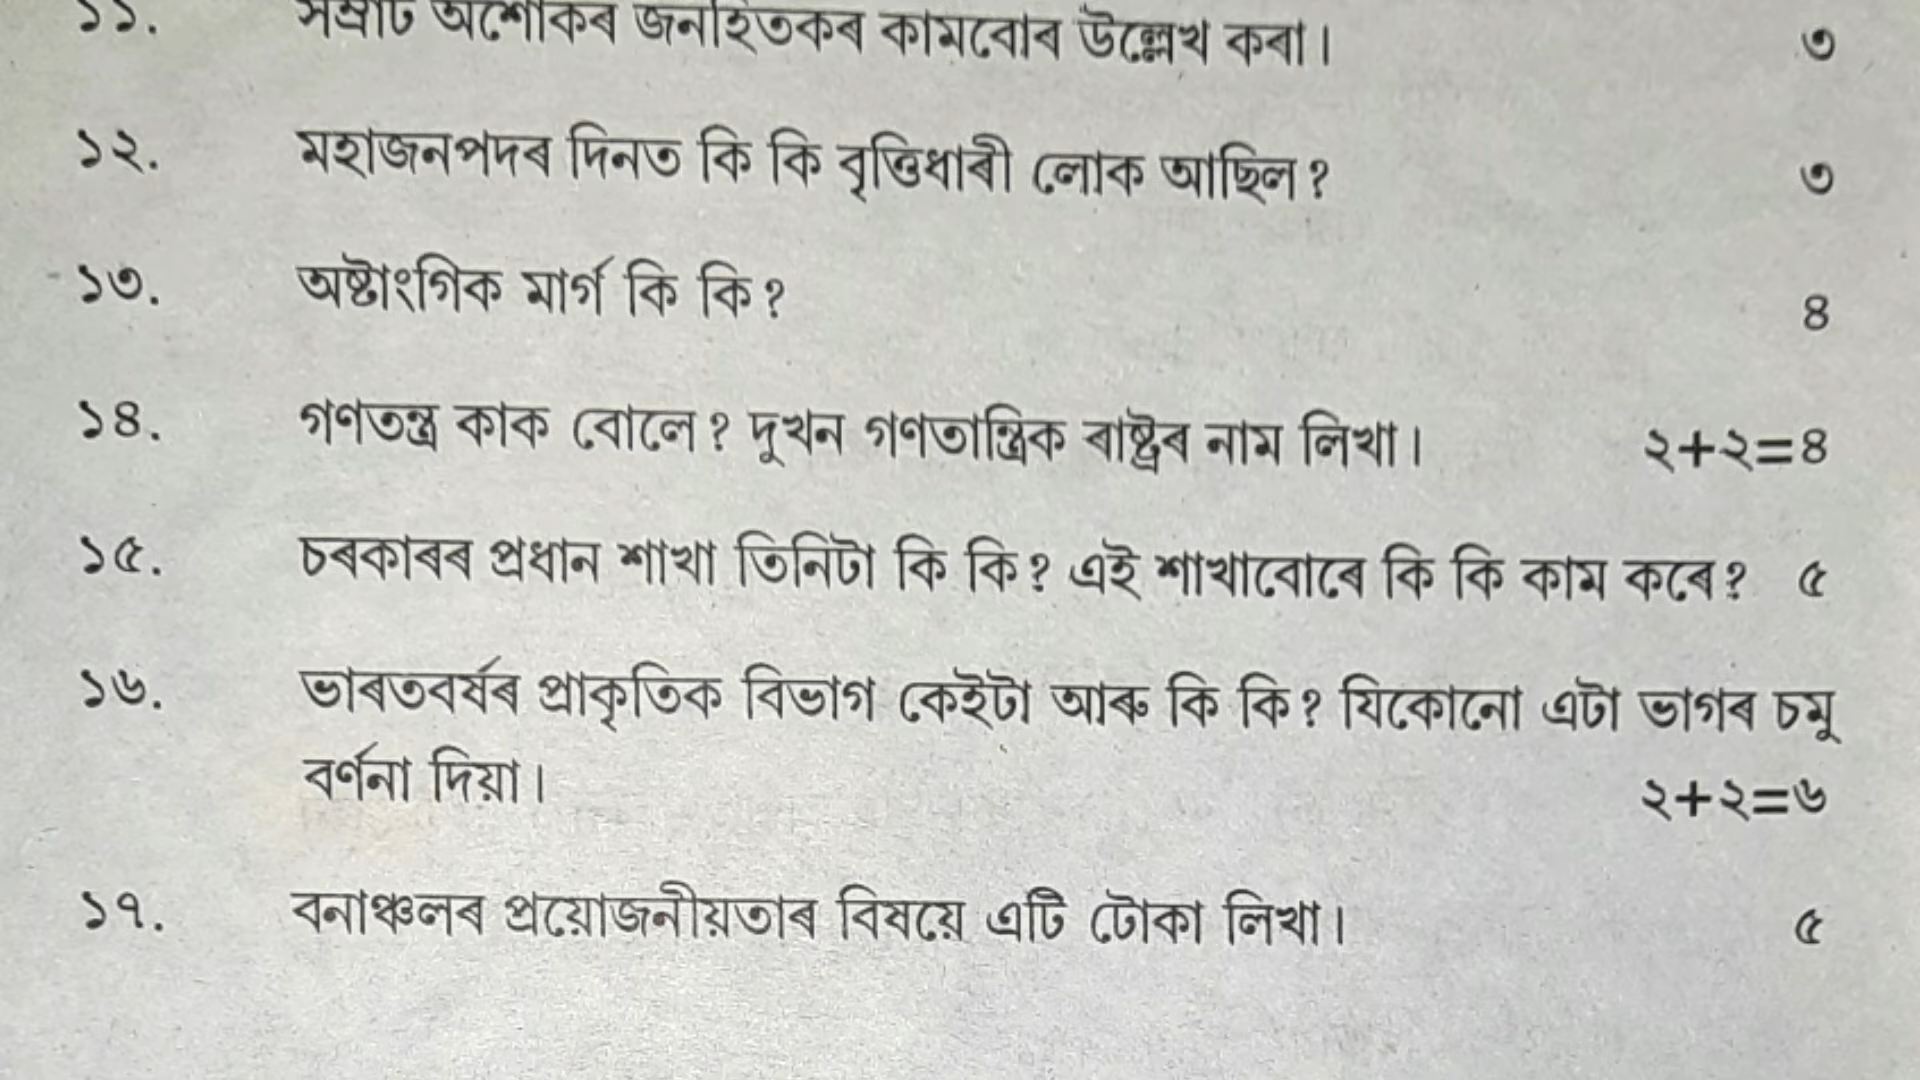 ১১. সম্ৰাট অশোকৰ জনহিতকৰ কামবোৰ উল্লেখ কৰা। ৩
১২. মহাজনপদৰ দিনত কি কি বৃত্তিধাৰী লোক আছিল? ৩
১৩. অষ্টাংগিক মাৰ্গ কি কি? ৪
১৪. গণতন্ত্ৰ কাক বোলে? দুখন গণতান্ত্ৰিক ৰাষ্ট্ৰৰ নাম লিখা। ২+২=৪
১৫. চৰকাৰৰ প্ৰধান শাখা তিনিটা কি কি? এই শাখাবোৰে কি কি কাম কৰে? ৫
১৬. ভাৰতবৰ্ষৰ প্ৰাকৃতিক বিভাগ কেইটা আৰু কি কি? যিকোনো এটা ভাগৰ চমু
বৰ্ণনা দিয়া। ২+২=৬
১৭. বনাঞ্চলৰ প্ৰয়োজনীয়তাৰ বিষয়ে এটি টোকা লিখা। ৫